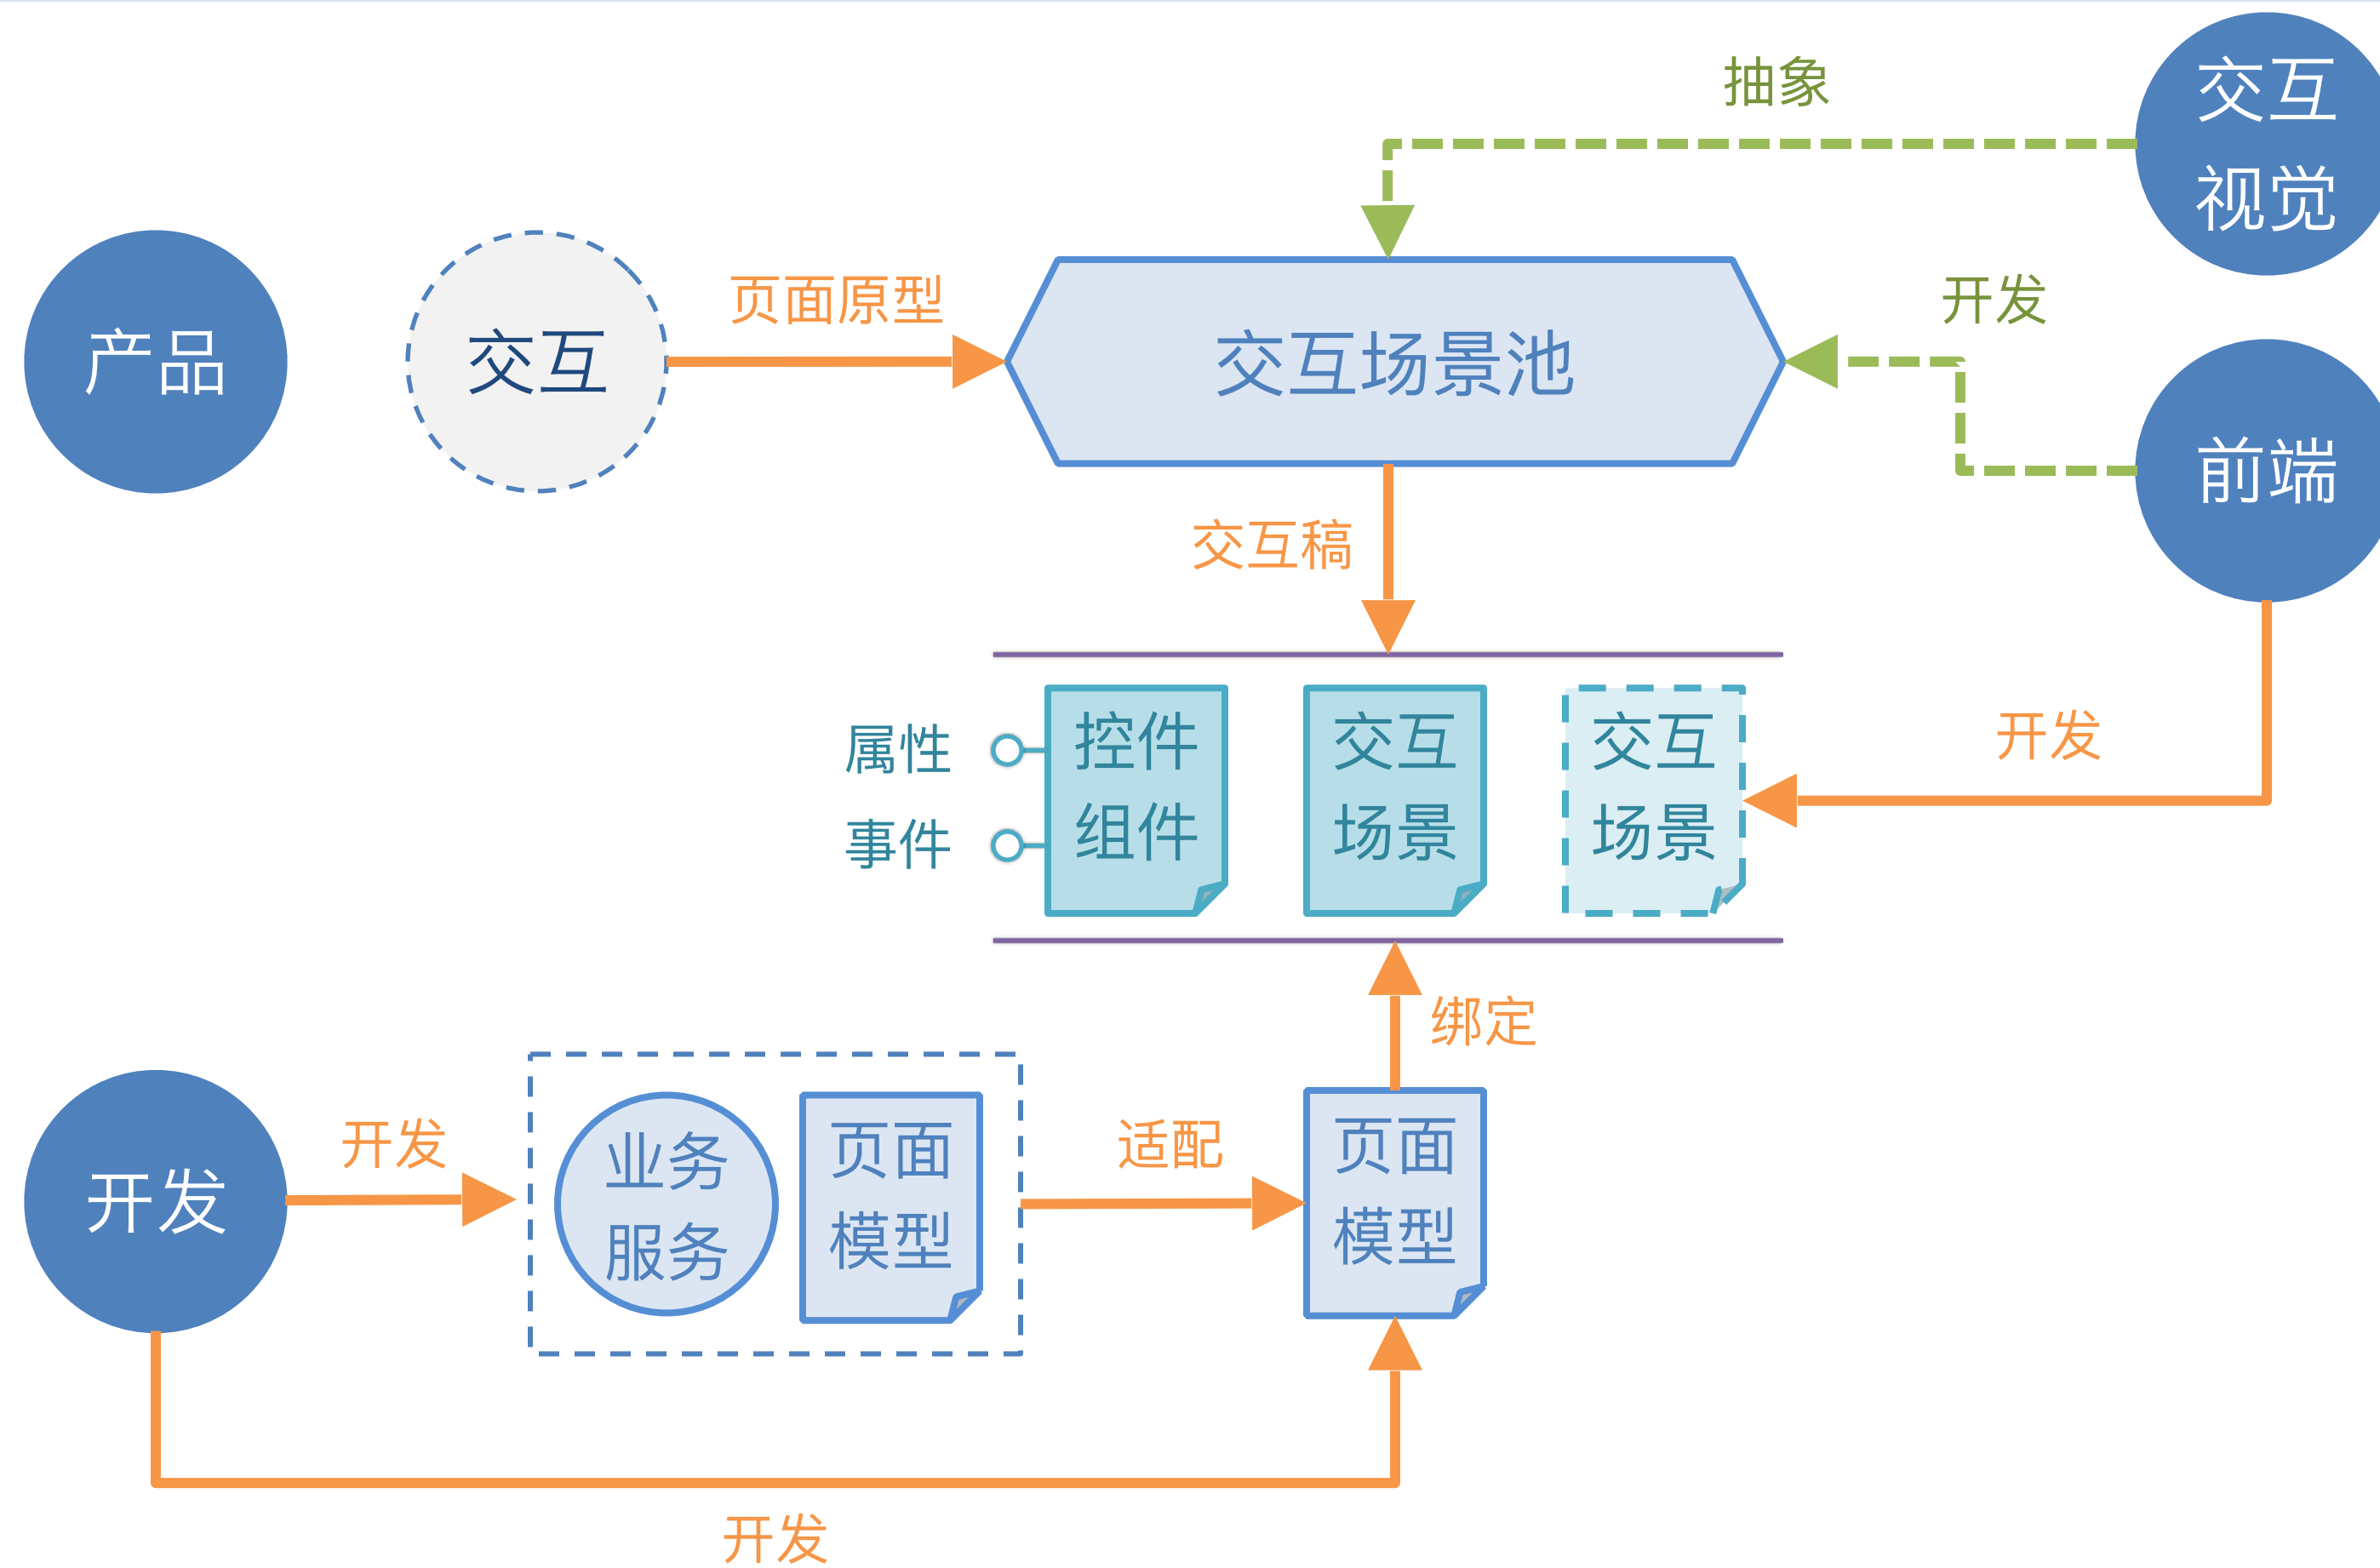 抽象
交互
视觉
产品
交互
页面原型
交互场景池
开发
前端
交互稿
属性
事件
控件
组件
交互
场景
交互
场景
开发
绑定
开发
开发
业务
服务
页面
模型
适配
页面
模型
开发